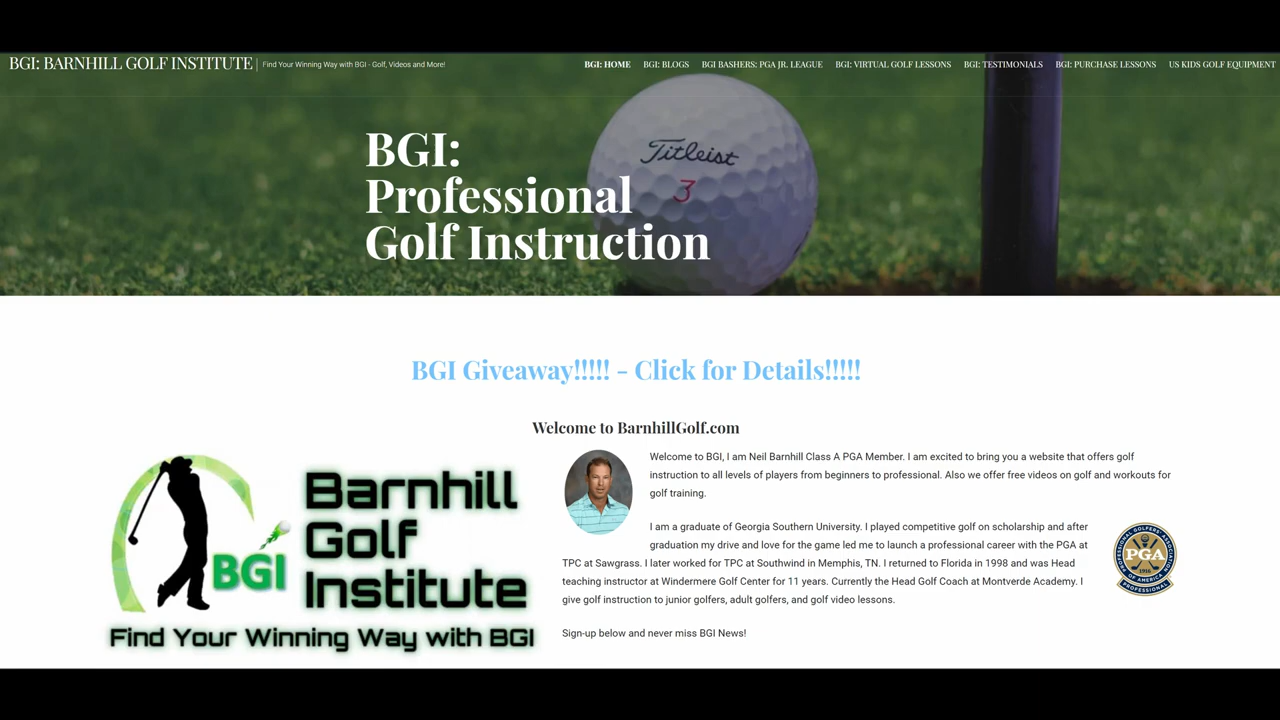 BGI: BARNHILL GOLF INSTITUTE | Find Your Winning Way with BGI - Golf, Videos and More!
BGI: HOME BGI: BLOGS BGI BASHERS: PGA JR. LEAGUE BGI: VIRTUAL GOLF LESSONS BGI: TESTIMONIALS BGI: PURCHASE LESSONS US KIDS GOLF EQUIPMENT
BGI:
Professional
Golf Instruction
Titleist
3
BGI Giveaway!!!!! - Click for Details!!!!!
Welcome to BarnhillGolf.com
Barnhill
Golf
Institute
BGI
Find Your Winning Way with BGI
Welcome to BGI, I am Neil Barnhill Class A PGA Member. I am excited to bring you a website that offers golf
instruction to all levels of players from beginners to professional. Also we offer free videos on golf and workouts for
golf training.
I am a graduate of Georgia Southern University. I played competitive golf on scholarship and after
graduation my drive and love for the game led me to launch a professional career with the PGA at
TPC at Sawgrass. I later worked for TPC at Southwind in Memphis, TN. I returned to Florida in 1998 and was Head
teaching instructor at Windermere Golf Center for 11 years. Currently the Head Golf Coach at Montverde Academy. I
give golf instruction to junior golfers, adult golfers, and golf video lessons.
Sign-up below and never miss BGI News!
PROFESSIONAL GOLFERS' ASSOCIATION
PGA
1916
MEMBER OF AMERICA
PROFESSIONAL